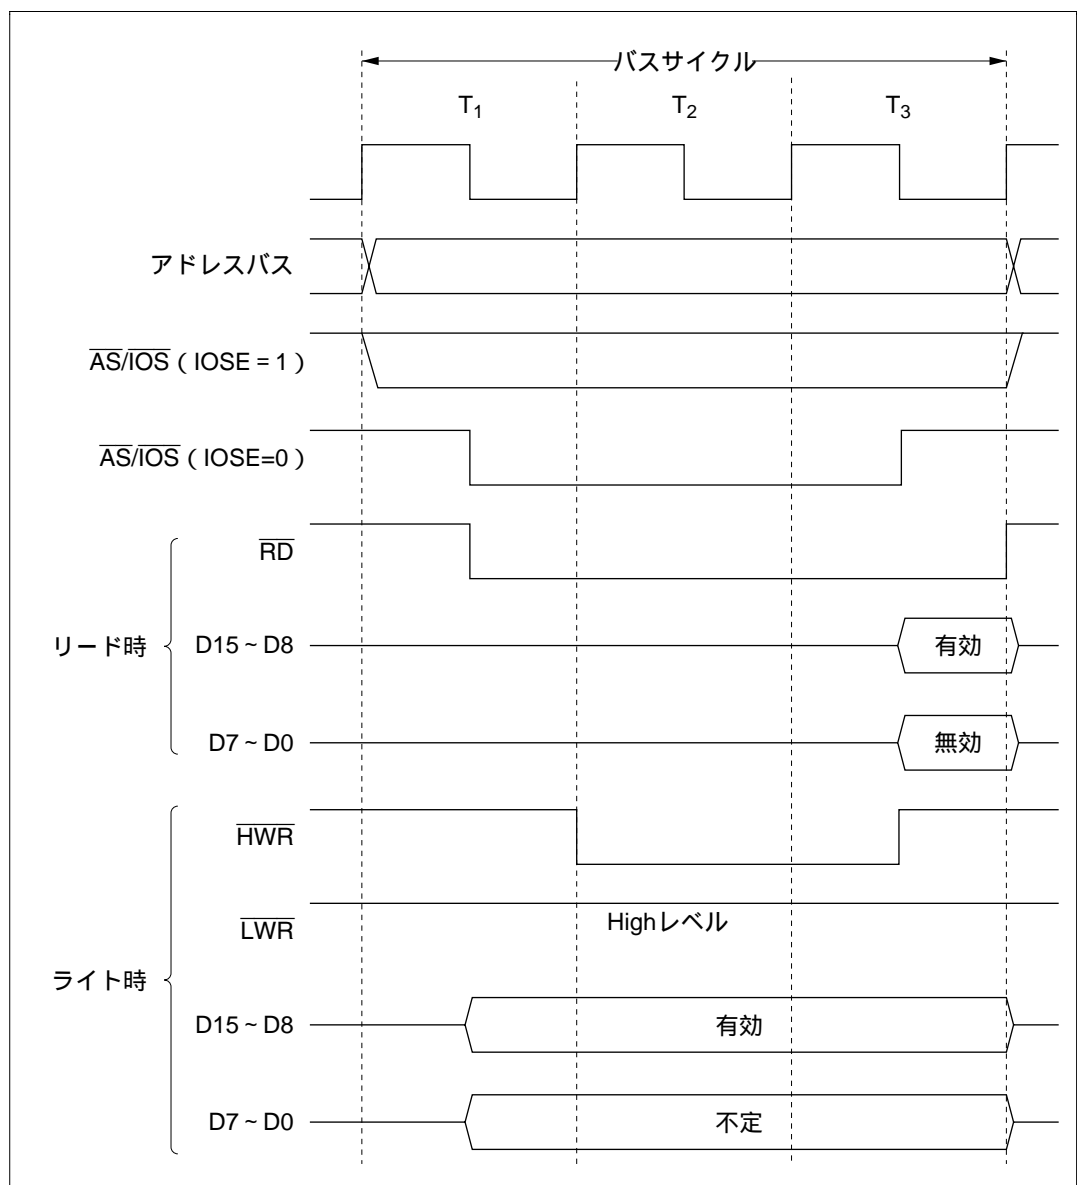 バスサイクル
T1 T2 T3
アドレスバス
AS/IOS ( IOSE = 1 )
AS/IOS ( IOSE=0 )
RD
リード時
D15 ~ D8 有効
D7 ~ D0 無効
HWR
LWR Highレベル
ライト時
D15 ~ D8 有効
D7 ~ D0 不定